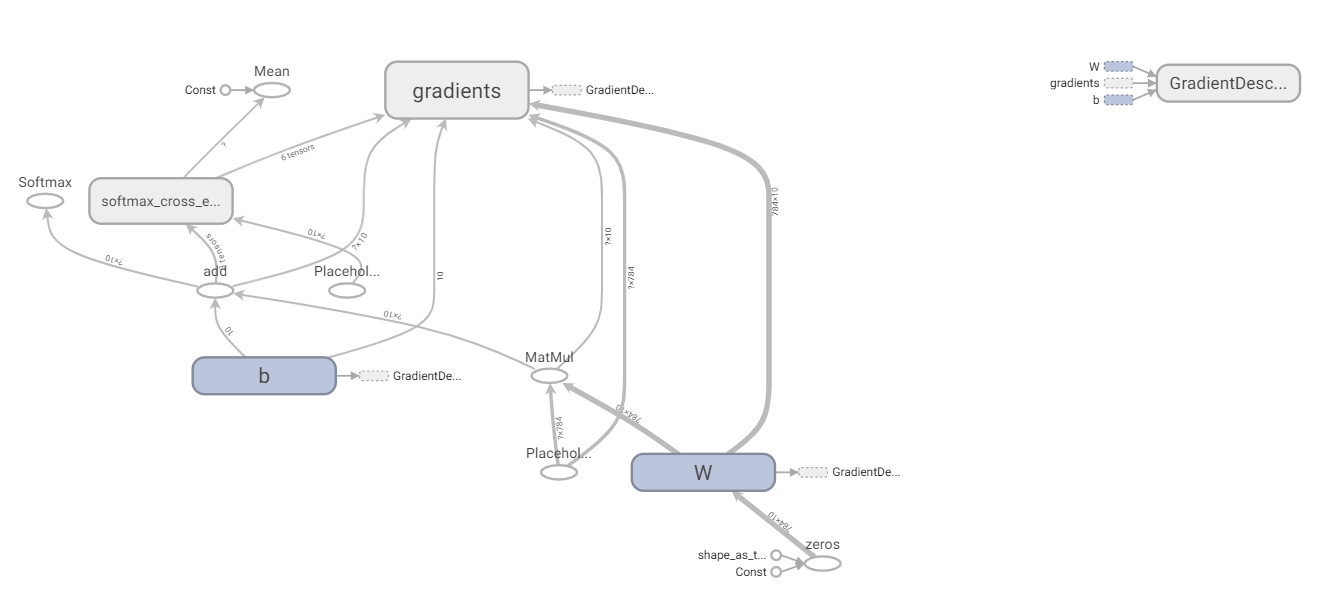 Mean
Const
gradients
GradientDe...
W
gradients
b
GradientDesc...
?
6 tensors
Softmax
softmax_cross_e...
784×10
?×10
?×10
?×10
?×10
tensors
add
Placehol...
10
?×784
?×10
10
b
GradientDe...
MatMul
784×10
?×784
Placehol...
W
GradientDe...
784×10
zeros
shape_as_t...
Const